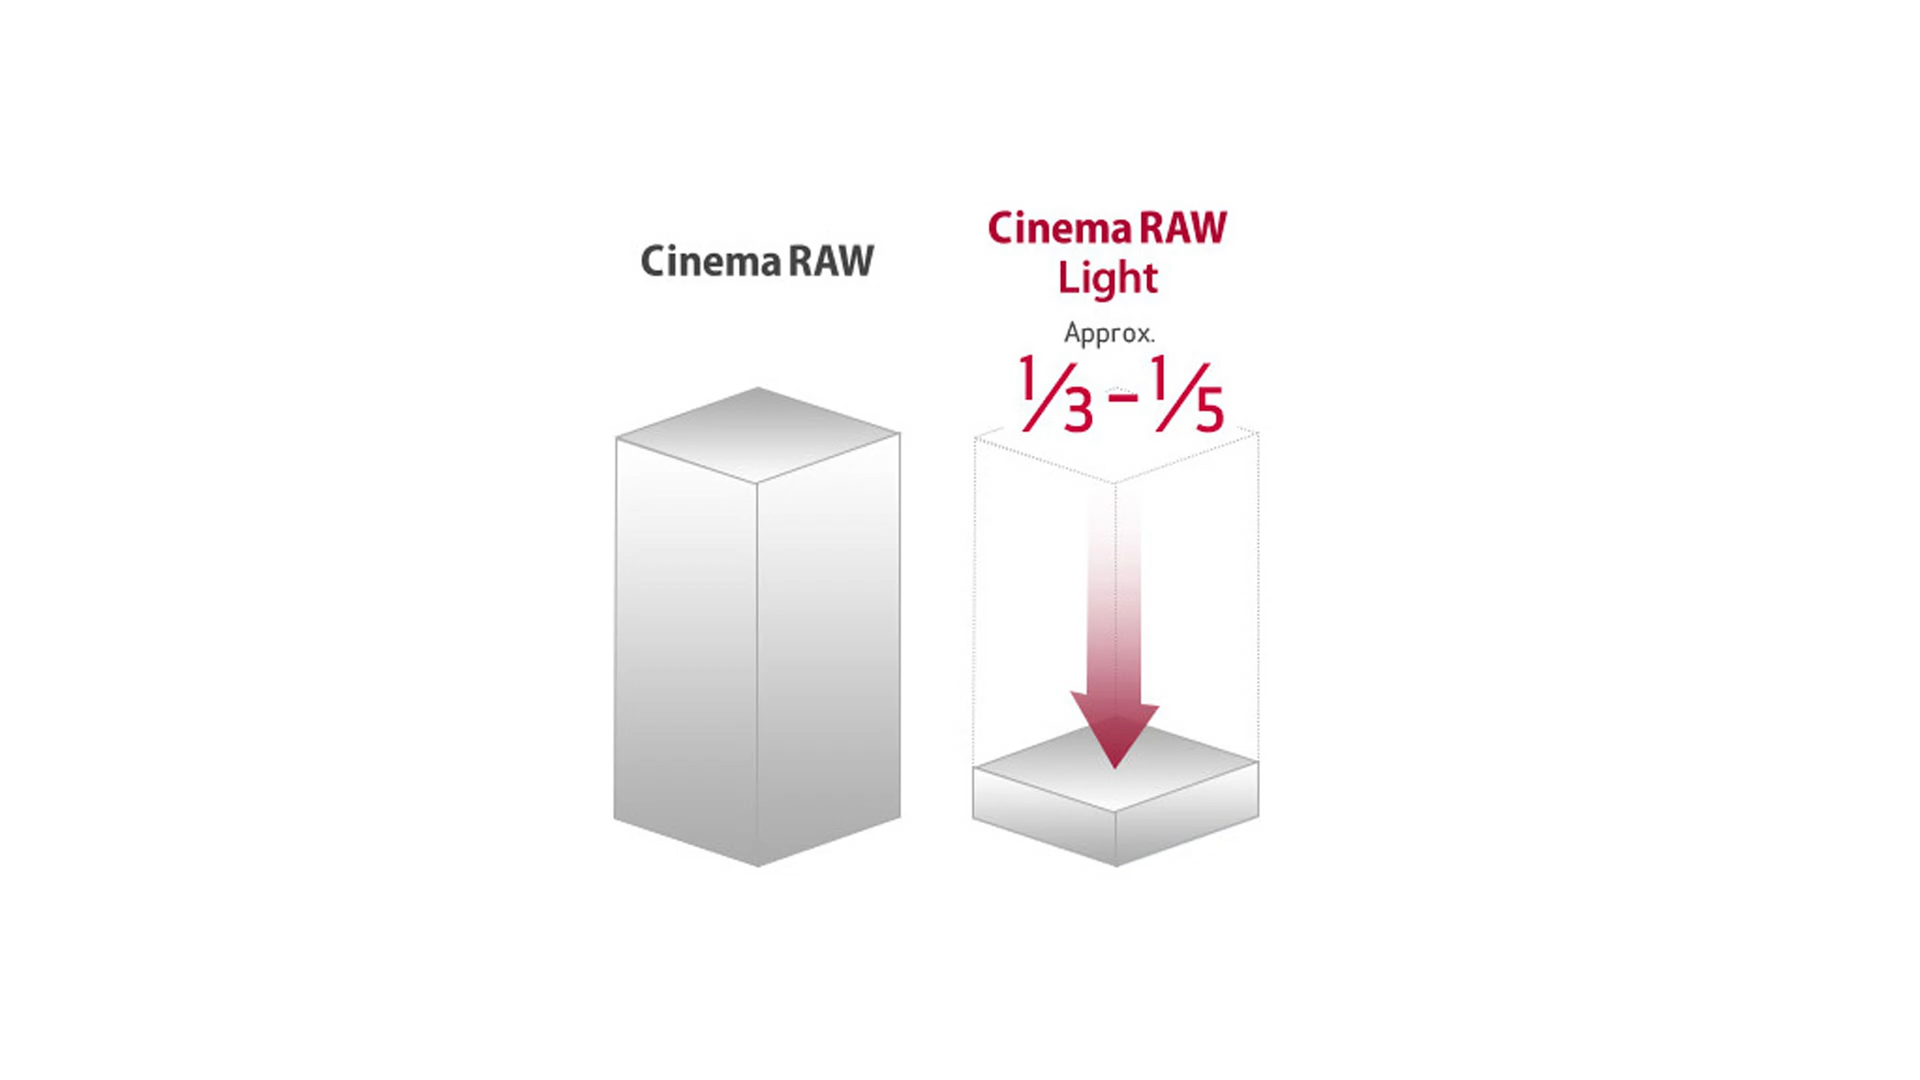 Cinema RAW
Cinema RAW
Light
Approx.
1/3 – 1/5